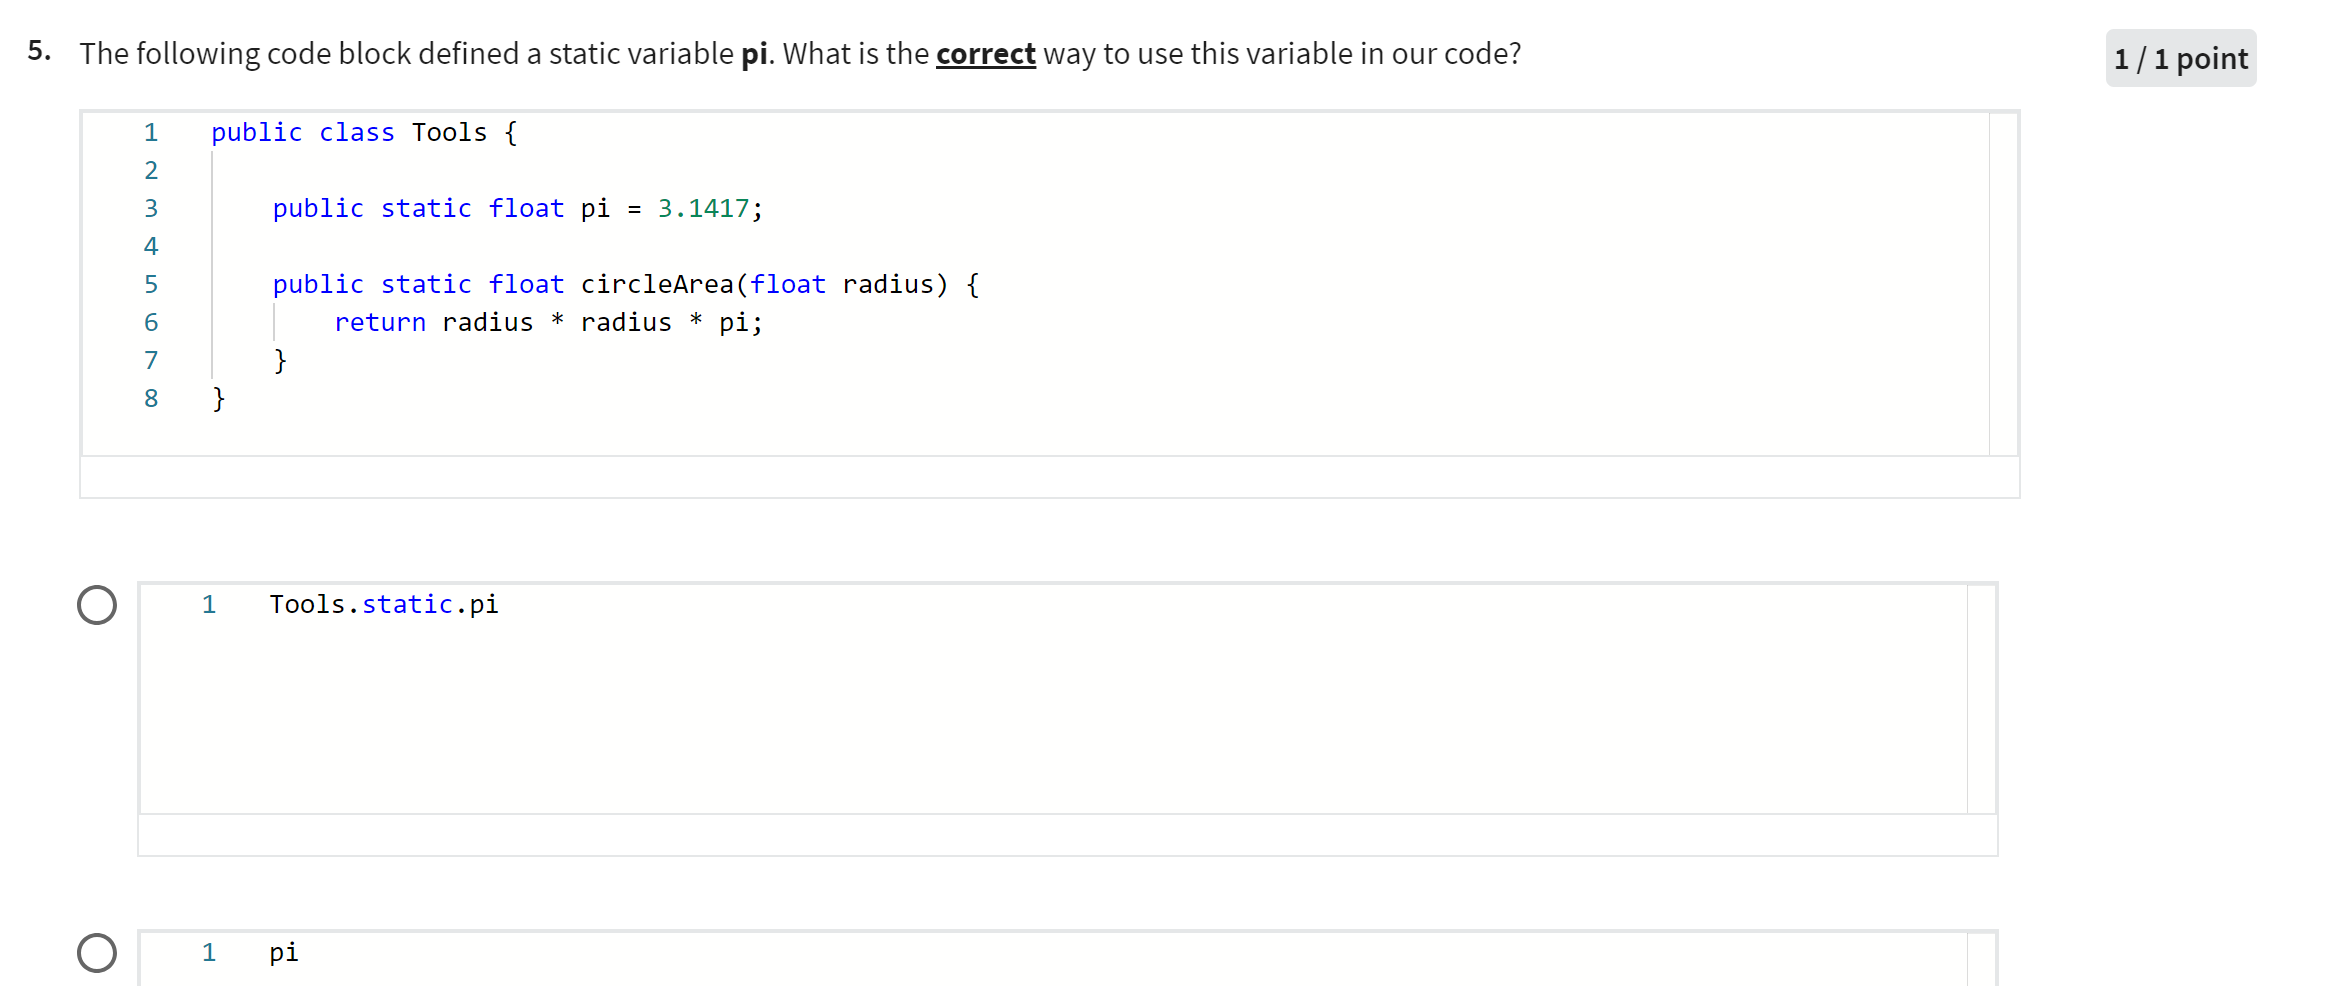 5. The following code block defined a static variable pi. What is the correct way to use this variable in our code?
1 / 1 point
1 public class Tools {
2
3 public static float pi = 3.1417;
4
5 public static float circleArea(float radius) {
6 return radius * radius * pi;
7 }
8 }
1 Tools.static.pi
1 pi